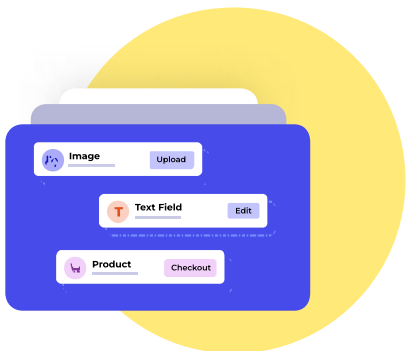 Image
Upload
T
Text Field
Edit
Product
Checkout